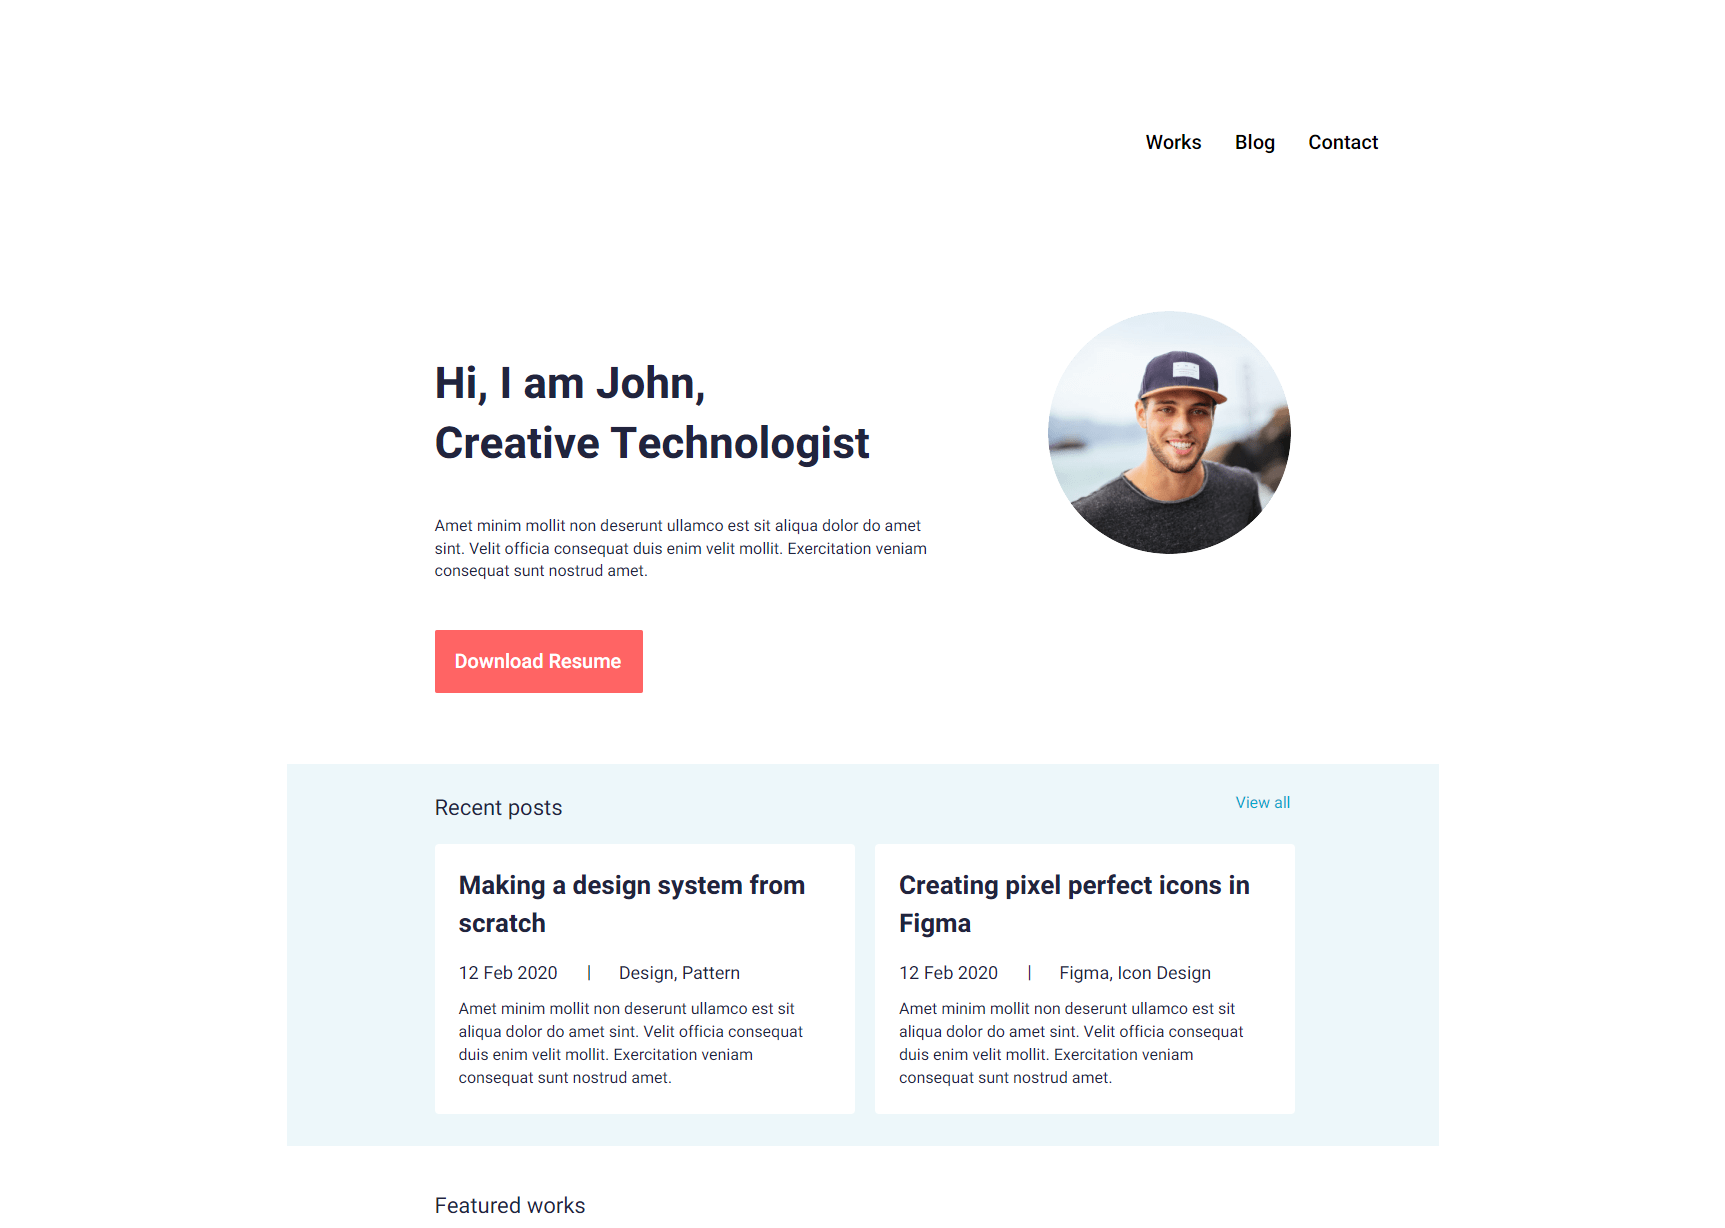 Works Blog Contact
Hi, I am John,
Creative Technologist
Amet minim mollit non deserunt ullamco est sit aliqua dolor do amet
sint. Velit officia consequat duis enim velit mollit. Exercitation veniam
consequat sunt nostrud amet.
Download Resume
Recent posts
View all
Making a design system from
scratch
12 Feb 2020 | Design, Pattern
Amet minim mollit non deserunt ullamco est sit
aliqua dolor do amet sint. Velit officia consequat
duis enim velit mollit. Exercitation veniam
consequat sunt nostrud amet.
Creating pixel perfect icons in
Figma
12 Feb 2020 | Figma, Icon Design
Amet minim mollit non deserunt ullamco est sit
aliqua dolor do amet sint. Velit officia consequat
duis enim velit mollit. Exercitation veniam
consequat sunt nostrud amet.
Featured works